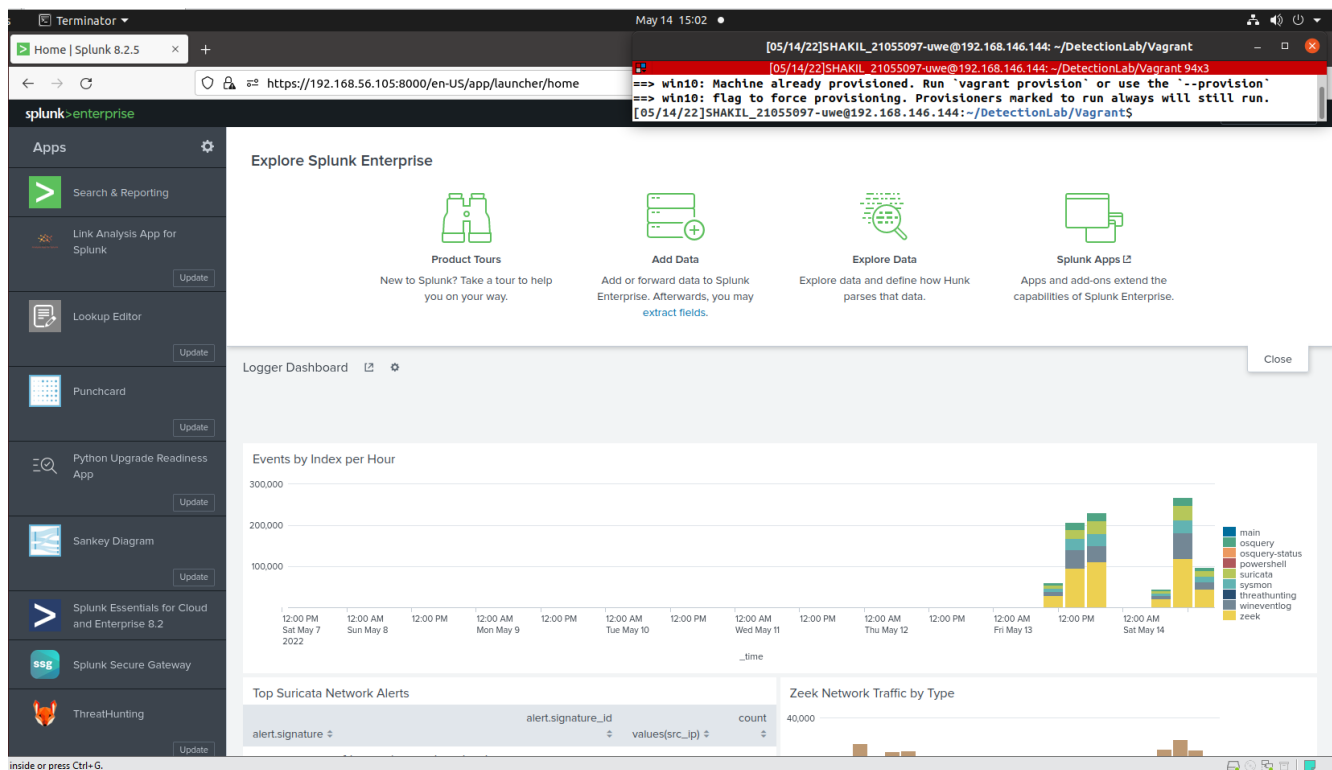 s Terminator
May 14 15:02
Home | Splunk 8.2.5
[05/14/22]SHAKIL_21055097-uwe@192.168.146.144: ~/DetectionLab/Vagrant
[05/14/22]SHAKIL_21055097-uwe@192.168.146.144: ~/DetectionLab/Vagrant 94x3
https://192.168.56.105:8000/en-US/app/launcher/home
==> win10: Machine already provisioned. Run `vagrant provision` or use the `--provision`
==> win10: flag to force provisioning. Provisioners marked to run always will still run.
[05/14/22]SHAKIL_21055097-uwe@192.168.146.144:~/DetectionLab/Vagrant$
splunk>enterprise
Apps
Search & Reporting
Link Analysis App for
Splunk
Update
Lookup Editor
Update
Punchcard
Update
Python Upgrade Readiness
App
Update
Sankey Diagram
Update
Splunk Essentials for Cloud
and Enterprise 8.2
ssg
Splunk Secure Gateway
ThreatHunting
Update
Explore Splunk Enterprise
Product Tours
New to Splunk? Take a tour to help
you on your way.
Add Data
Add or forward data to Splunk
Enterprise. Afterwards, you may
extract fields.
Explore Data
Explore data and define how Hunk
parses that data.
Splunk Apps
Apps and add-ons extend the
capabilities of Splunk Enterprise.
Close
Logger Dashboard
Events by Index per Hour
300,000
200,000
100,000
12:00 PM 12:00 AM 12:00 PM 12:00 AM 12:00 PM 12:00 AM 12:00 PM 12:00 AM 12:00 PM 12:00 AM 12:00 PM 12:00 AM 12:00 PM 12:00 AM
Sat May 7 Sun May 8 Mon May 9 Tue May 10 Wed May 11 Thu May 12 Fri May 13 Sat May 14
2022
_time
main
osquery
osquery-status
powershell
suricata
sysmon
threathunting
wineventlog
zeek
Top Suricata Network Alerts
alert.signature
alert.signature_id
values(src_ip)
count
Zeek Network Traffic by Type
40,000
inside or press Ctrl+G.